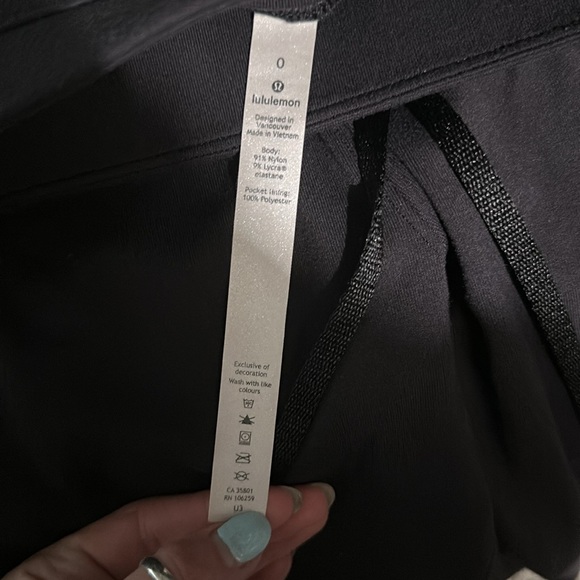 0
lululemon
Designed in
Vancouver
Made in Vietnam
Body:
91% Nylon
9% Lycra®
elastane
Pocket lining:
100% Polyester
Exclusive of
decoration
Wash with like
colours
CA 35801
RN 106259
U3